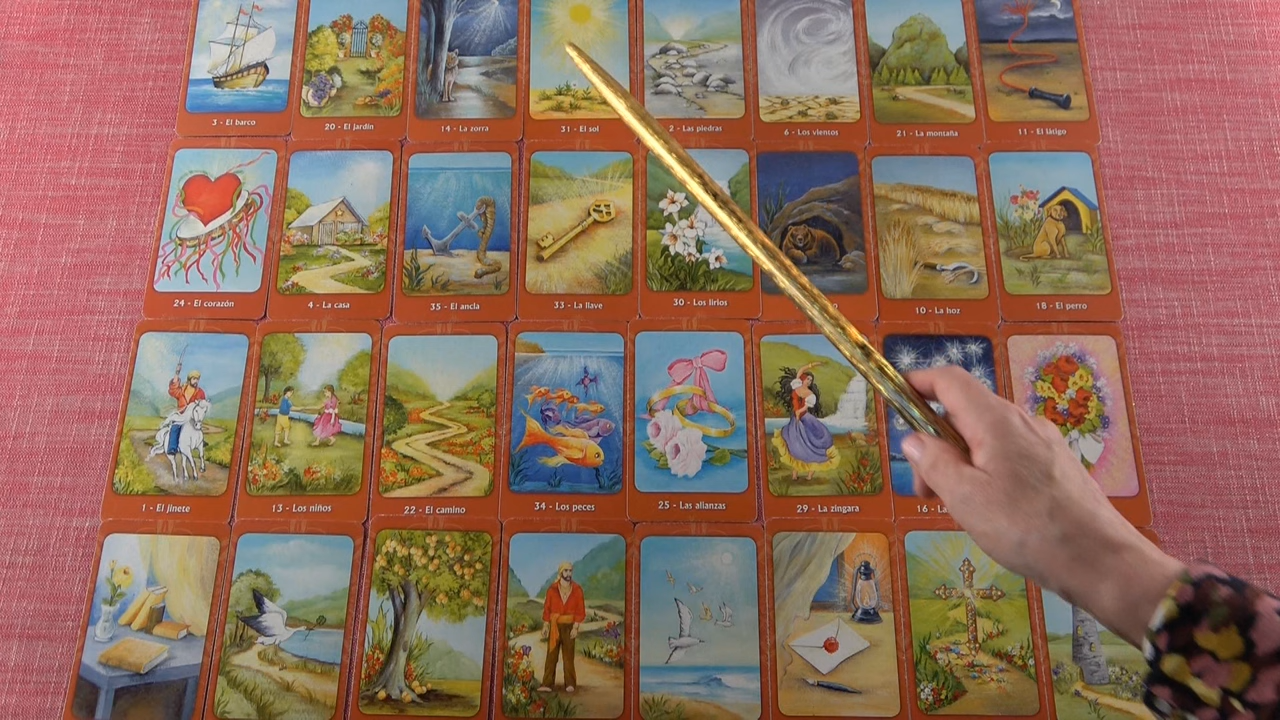 3 - El barco
20 - El jardín
14 - La zorra
31 - El sol
2 - Las piedras
6 - Los vientos
21 - La montaña
11 - El látigo
24 - El corazón
4 - La casa
35 - El ancla
33 - La llave
30 - Los lirios
10 - La hoz
18 - El perro
1 - El jinete
13 - Los niños
22 - El camino
34 - Los peces
25 - Las alianzas
29 - La zíngara
16 - La